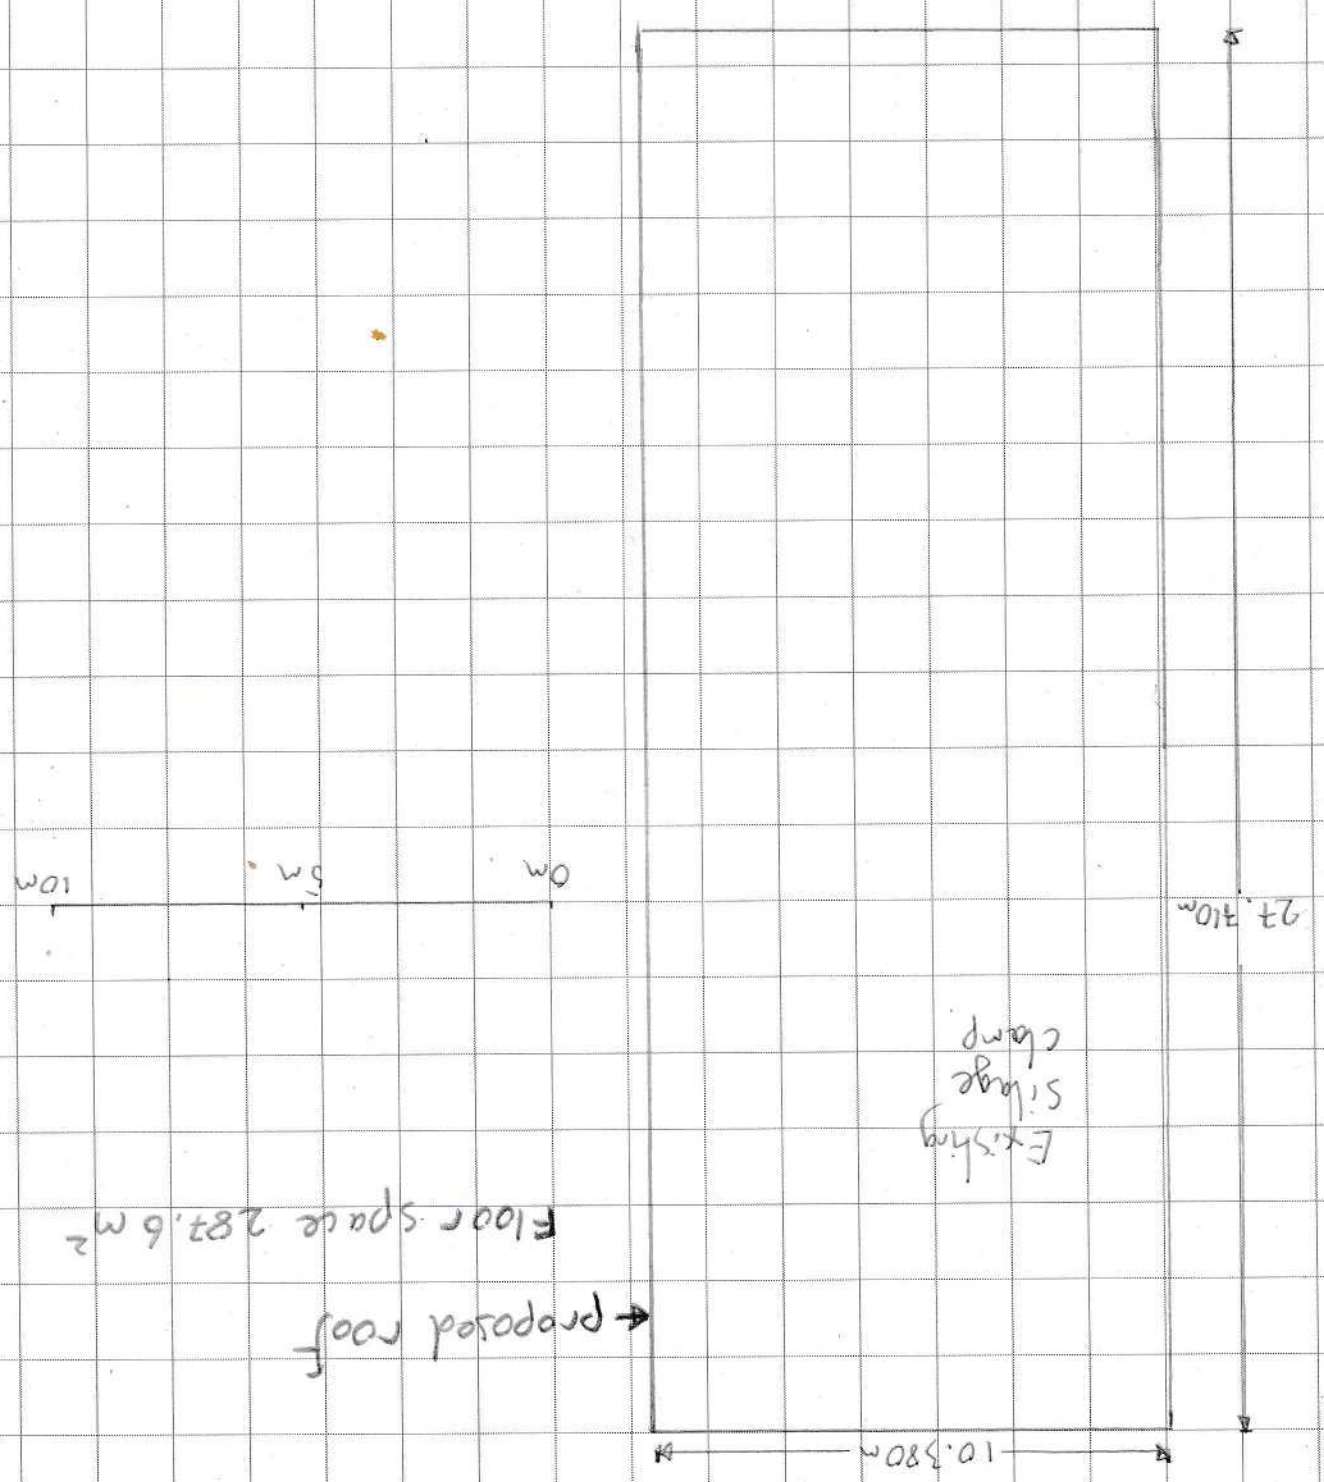 10.380m
← proposed roof
Floor space 287.6 m²
Existing
silage
clamp.
27.710m
0m
5m
10m